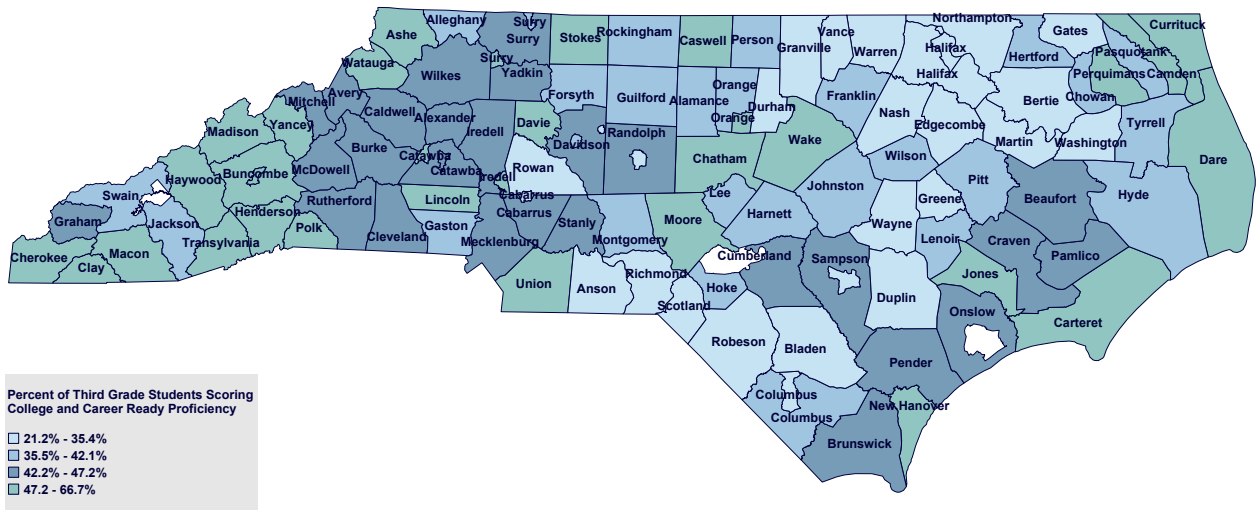 Alleghany
Surry
Northampton
Currituck
Ashe
Surry
Stokes
Rockingham
Caswell
Person
Vance
Granville
Warren
Halifax
Gates
Hertford
Pasquotank
Watauga
Surry
Wilkes
Yadkin
Halifax
Perquimans
Camden
Avery
Mitchell
Forsyth
Guilford
Alamance
Orange
Durham
Franklin
Bertie
Chowan
Caldwell
Alexander
Iredell
Davie
Orange
Nash
Edgecombe
Tyrrell
Yancey
Madison
Randolph
Davidson
Wake
Martin
Washington
Burke
Catawba
Chatham
Wilson
Dare
McDowell
Catawba
Rowan
Buncombe
Haywood
Iredell
Swain
Cabarrus
Lee
Johnston
Pitt
Hyde
Rutherford
Lincoln
Greene
Beaufort
Henderson
Cabarrus
Harnett
Graham
Jackson
Polk
Gaston
Stanly
Moore
Wayne
Cleveland
Mecklenburg
Montgomery
Lenoir
Craven
Transylvania
Macon
Cherokee
Clay
Cumberland
Sampson
Pamlico
Union
Anson
Richmond
Hoke
Jones
Scotland
Duplin
Onslow
Carteret
Robeson
Bladen
Pender
Columbus
New Hanover
Columbus
Brunswick
Percent of Third Grade Students Scoring
College and Career Ready Proficiency
21.2% - 35.4%
35.5% - 42.1%
42.2% - 47.2%
47.2 - 66.7%